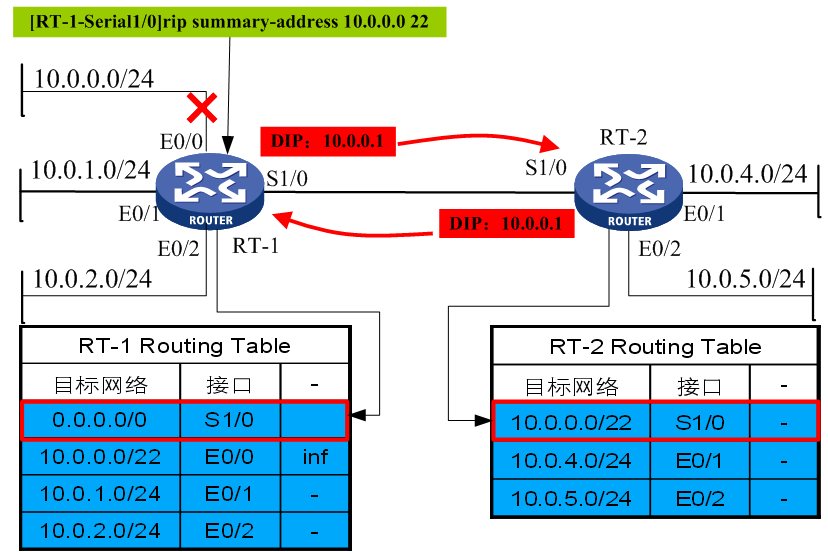 [RT-1-Serial1/0]rip summary-address 10.0.0.0 22
10.0.0.0/24
E0/0
DIP：10.0.0.1
RT-2
10.0.1.0/24
S1/0
S1/0
10.0.4.0/24
E0/1
ROUTER
ROUTER
E0/1
DIP：10.0.0.1
E0/2
RT-1
E0/2
10.0.2.0/24
10.0.5.0/24
RT-1 Routing Table
目标网络 接口 -
0.0.0.0/0 S1/0
10.0.0.0/22 E0/0 inf
10.0.1.0/24 E0/1 -
10.0.2.0/24 E0/2 -
RT-2 Routing Table
目标网络 接口 -
10.0.0.0/22 S1/0 -
10.0.4.0/24 E0/1 -
10.0.5.0/24 E0/2 -